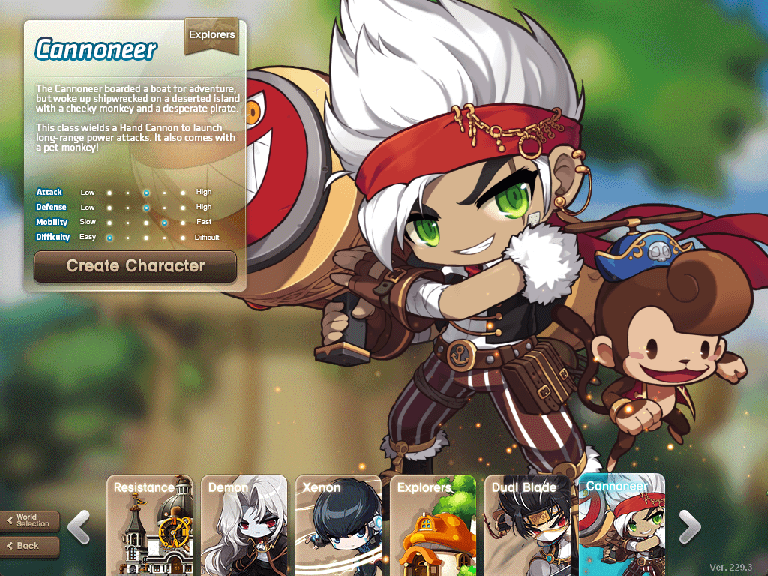 Explorers
Cannoneer
The Cannoneer boarded a boat for adventure,
but woke up shipwrecked on a deserted island
with a cheeky monkey and a desperate pirate.
This class wields a Hand Cannon to launch
long-range power attacks. It also comes with
a pet monkey!
Attack Low High
Defense Low High
Mobility Slow Fast
Difficulty Easy Difficult
Create Character
Resistance Demon Xenon Explorers Dual Blade Cannoneer
World
Selection
Back
Ver. 229.3